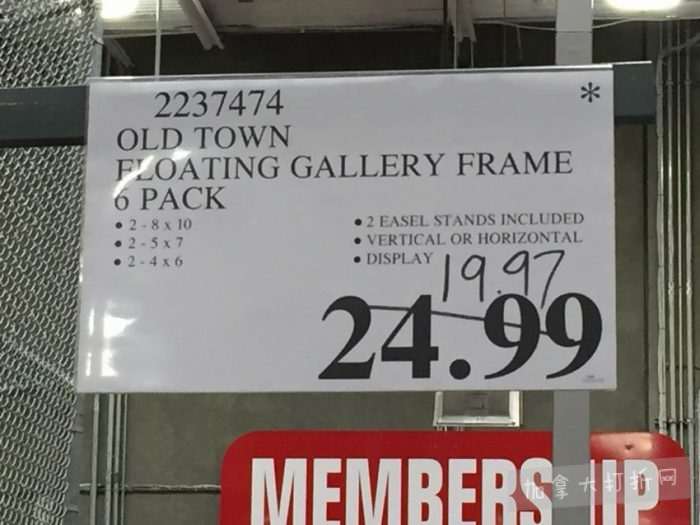 2237474 *
OLD TOWN
FLOATING GALLERY FRAME
6 PACK
• 2 - 8 x 10
• 2 - 5 x 7
• 2 - 4 x 6
• 2 EASEL STANDS INCLUDED
• VERTICAL OR HORIZONTAL
• DISPLAY
19.97
24.99
MEMBERS IP
加拿大打折网